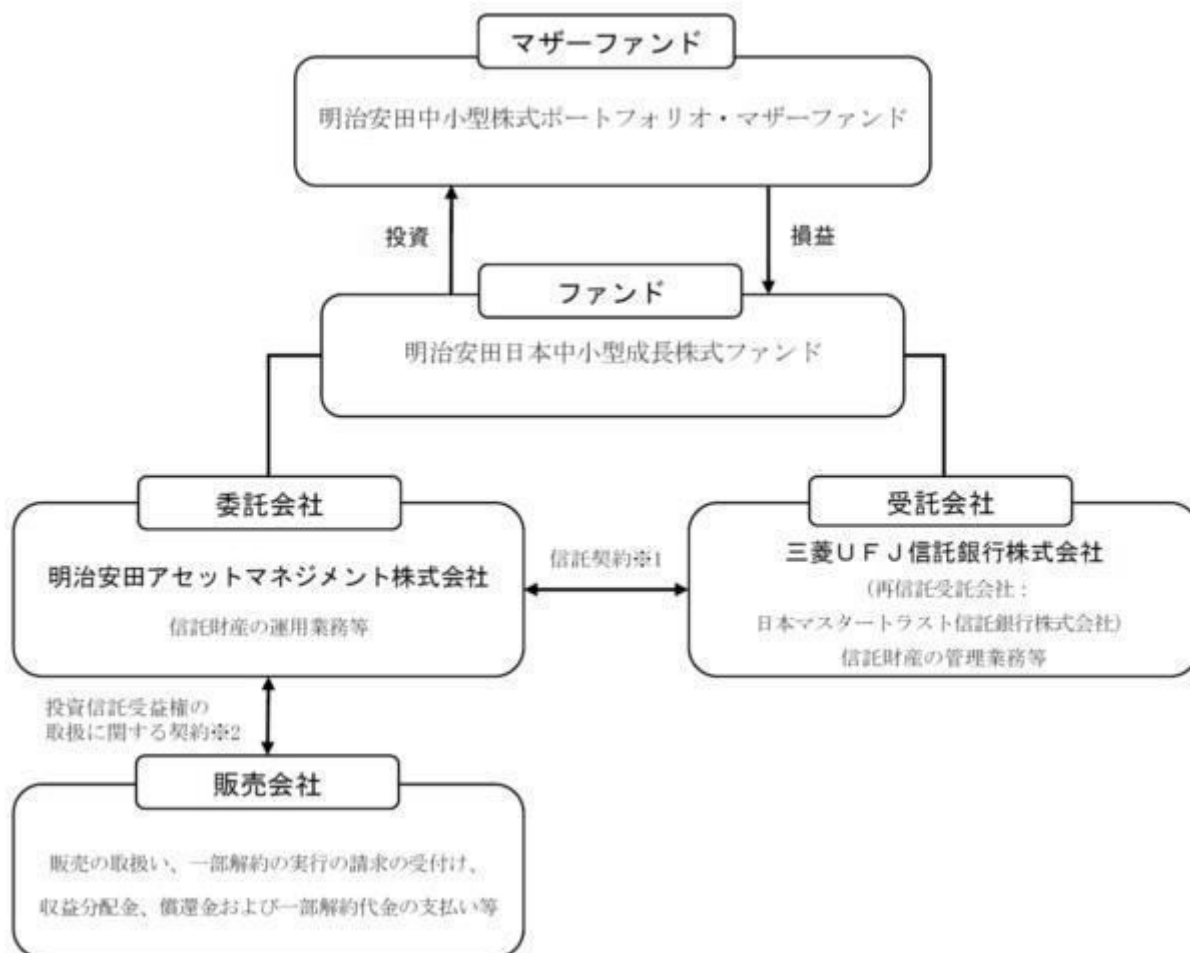 マザーファンド
明治安田中小型株式ポートフォリオ・マザーファンド
投資
損益
ファンド
明治安田日本中小型成長株式ファンド
委託会社
明治安田アセットマネジメント株式会社
信託財産の運用業務等
信託契約※1
受託会社
三菱UFJ信託銀行株式会社
(再信託受託会社:
日本マスタートラスト信託銀行株式会社)
信託財産の管理業務等
投資信託受益権の
取扱に関する契約※2
販売会社
販売の取扱い、一部解約の実行の請求の受付け、
収益分配金、償還金および一部解約代金の支払い等